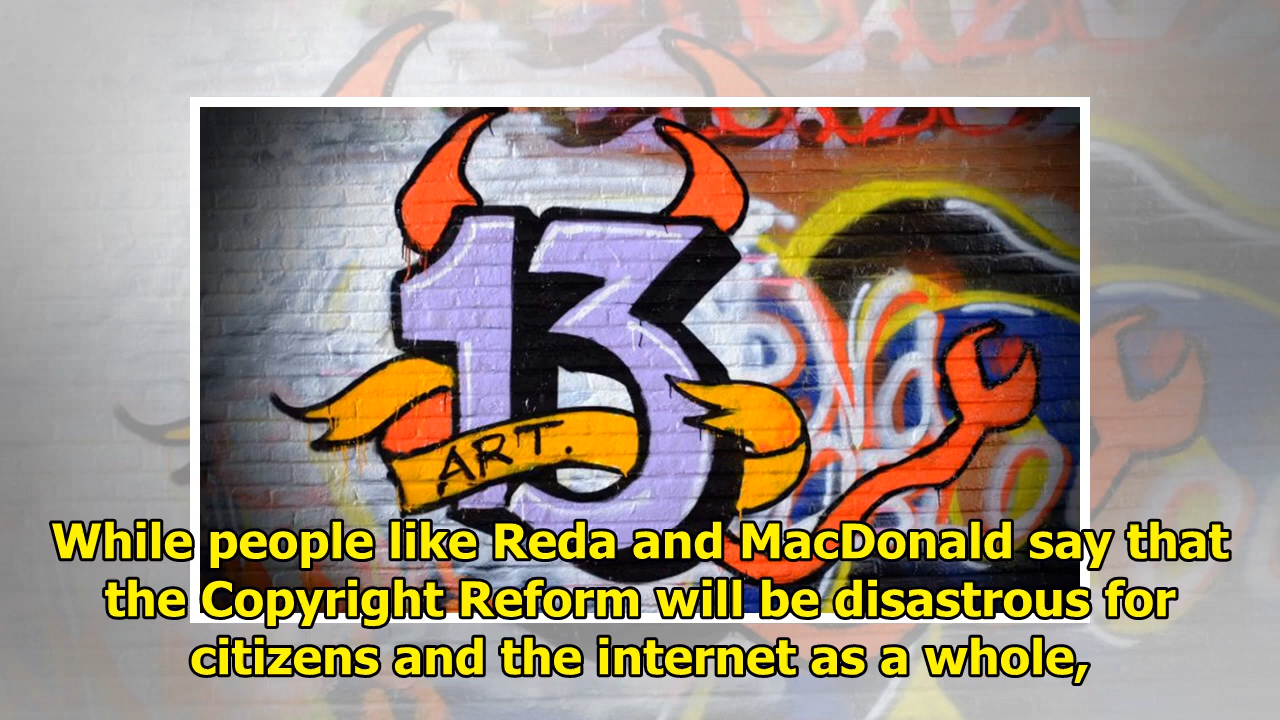 13
ART.
While people like Reda and MacDonald say that
the Copyright Reform will be disastrous for
citizens and the internet as a whole,